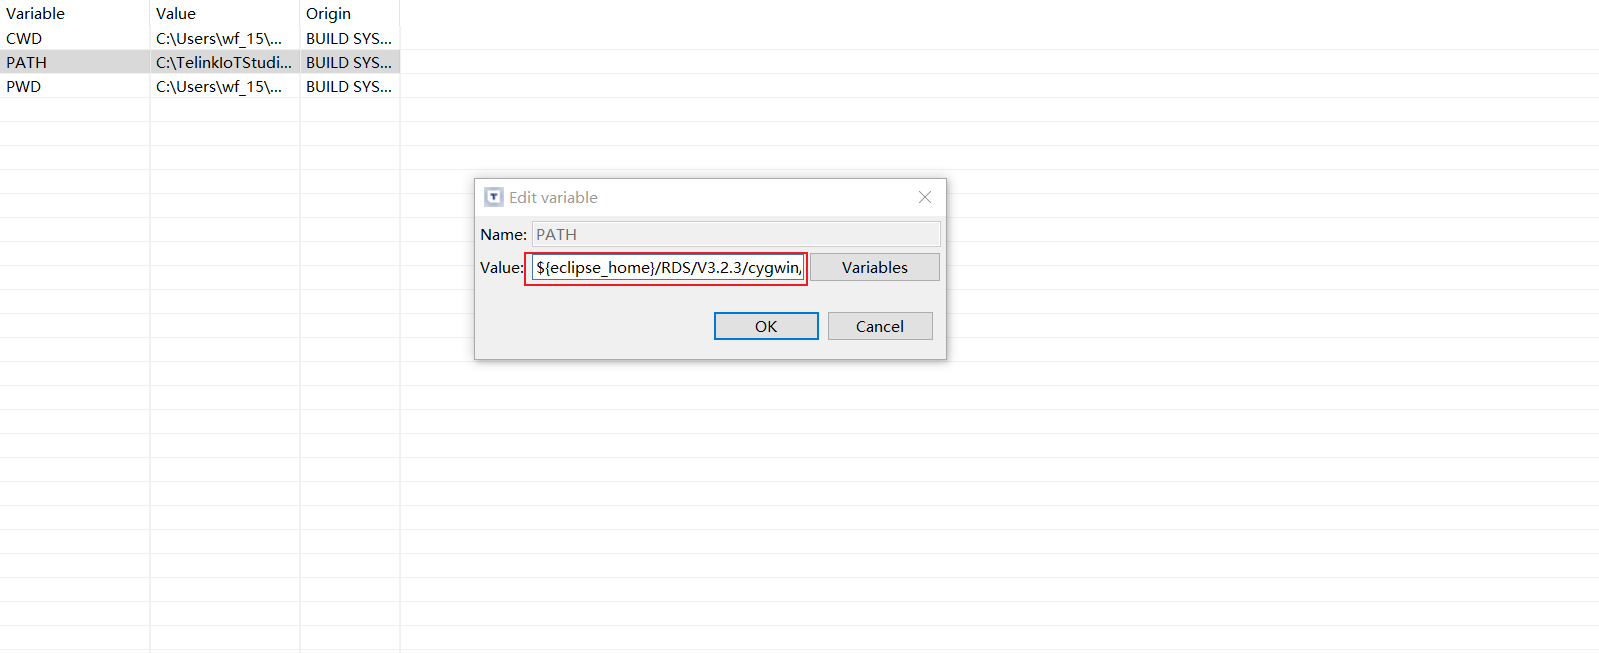 Variable Value Origin
CWD C:\Users\wf_15\... BUILD SYS...
PATH C:\TelinkIoTStudi... BUILD SYS...
PWD C:\Users\wf_15\... BUILD SYS...
Edit variable
Name: PATH
Value: ${eclipse_home}/RDS/V3.2.3/cygwin/ Variables
OK Cancel